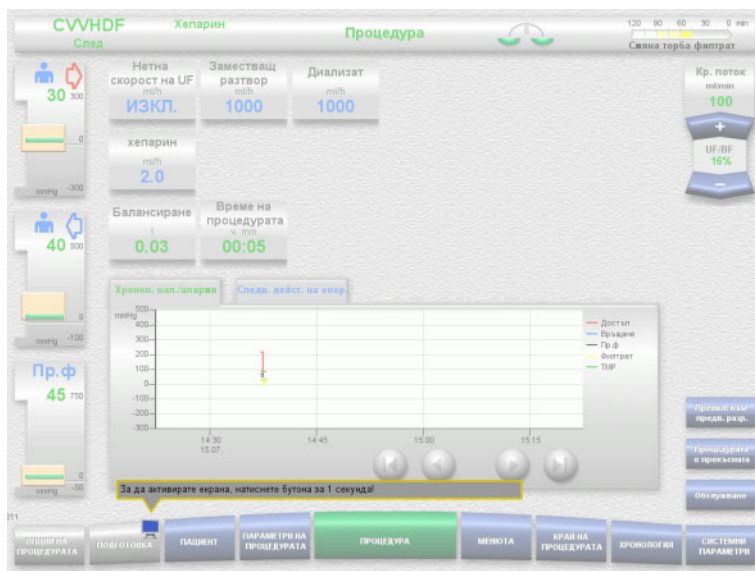 CVVHDF
Хепарин
След
Процедура
120 90 60 30 0 min
Смяна торба филтрат
30 300
0
mmHg -300
Нетна
скорост на UF
ml/h
ИЗКЛ.
Заместващ
разтвор
ml/h
1000
Диализат
ml/h
1000
Кр. поток
ml/min
100
+
UF/BF
16%
–
хепарин
ml/h
2.0
40 500
0
mmHg -100
Балансиране
l
0.03
Време на
процедурата
00:05
Пр.ф
45 750
0
mmHg -50
Хронол. нал./аларми
Следв. дейст. на опер.
mmHg
500
400
300
200
100
0
-100
-200
-300
14:30
15.07.
14:45
15:00
15:15
Достъп
Връщане
Пр.ф
Филтрат
TMP
предв. разр.
Процедурата
е прекъсната
Обслужване
За да активирате екрана, натиснете бутона за 1 секунда!
211
ПРОЦЕДУРАТА
ПОДГОТОВКА
ПАЦИЕНТ
ПАРАМЕТРИ НА
ПРОЦЕДУРАТА
ПРОЦЕДУРА
МЕНЮТА
КРАЙ НА
ПРОЦЕДУРАТА
ХРОНОЛОГИЯ
СИСТЕМНИ
ПАРАМЕТРИ